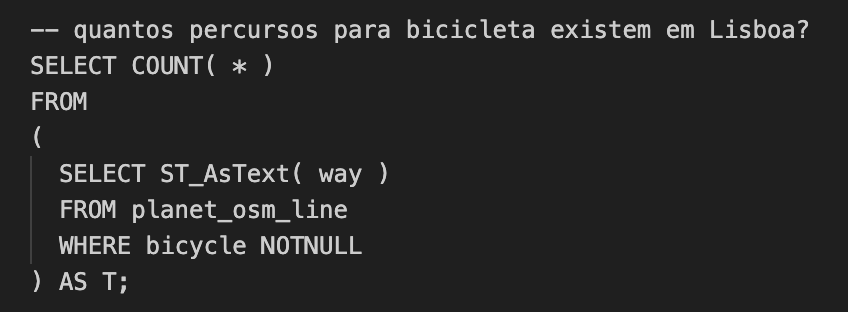 -- quantos percursos para bicicleta existem em Lisboa?
SELECT COUNT( * )
FROM
(
SELECT ST_AsText( way )
FROM planet_osm_line
WHERE bicycle NOTNULL
) AS T;